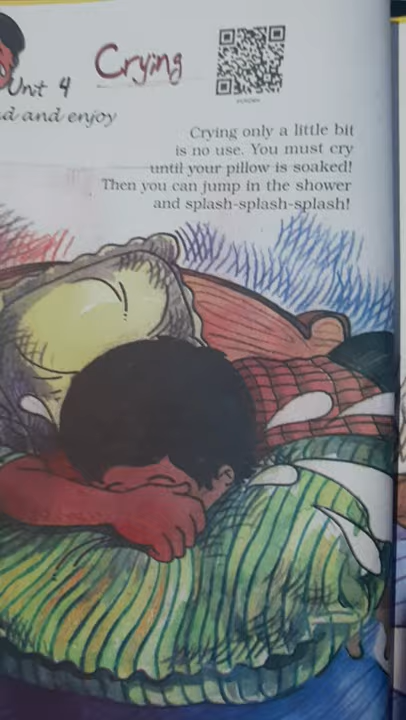 Crying
Unit 4
and enjoy
Crying only a little bit
is no use. You must cry
until your pillow is soaked!
Then you can jump in the shower
and splash-splash-splash!